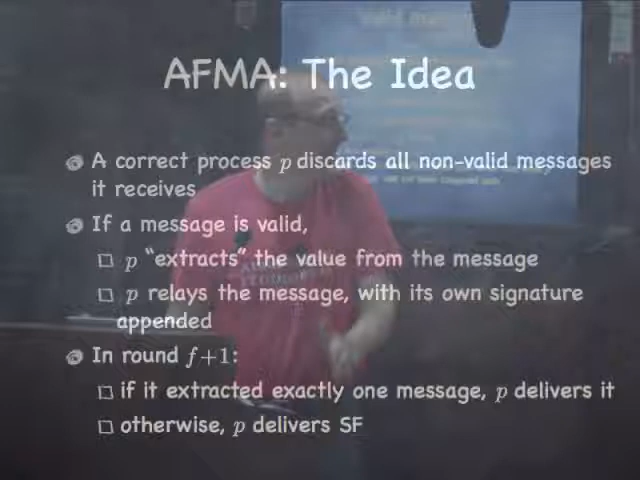 AFMA: The Idea
A correct process p discards all non-valid messages
it receives
If a message is valid,
p "extracts" the value from the message
p relays the message, with its own signature
appended
In round f+1:
if it extracted exactly one message, p delivers it
otherwise, p delivers SF